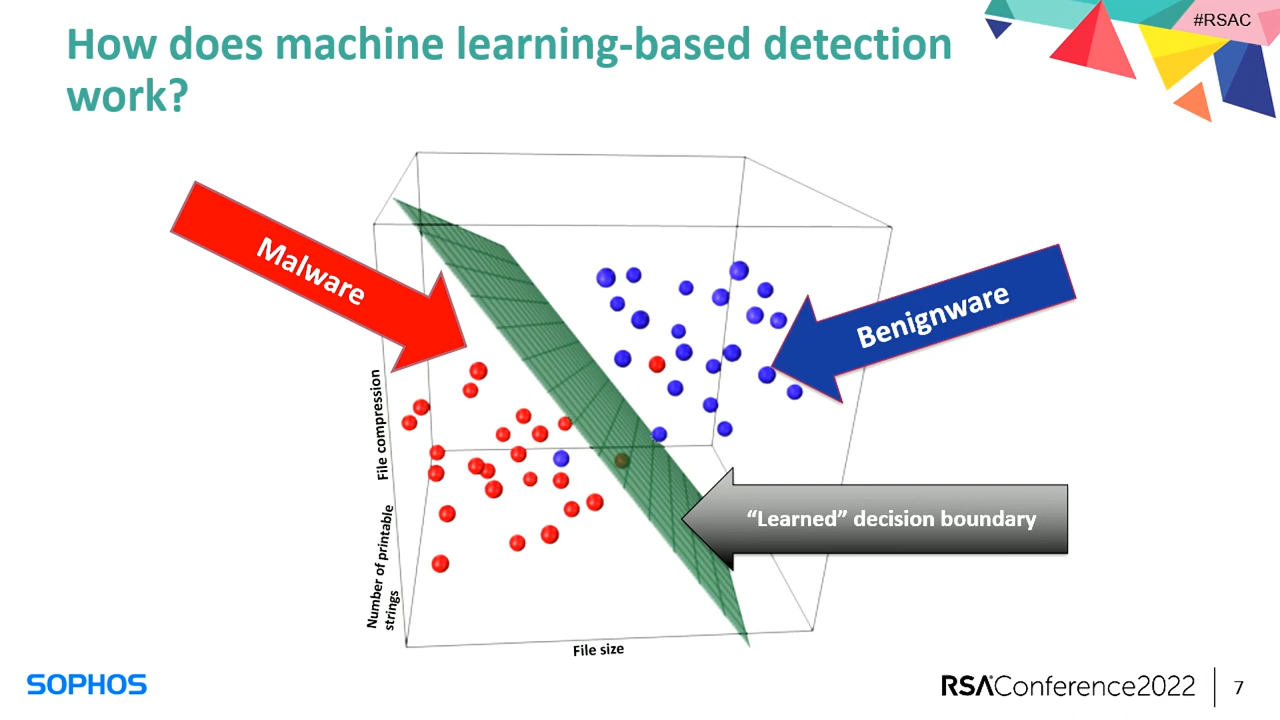 #RSAC
How does machine learning-based detection
work?
Malware
Benignware
File compression
"Learned" decision boundary
Number of printable
strings
File size
SOPHOS
RSAConference2022
7